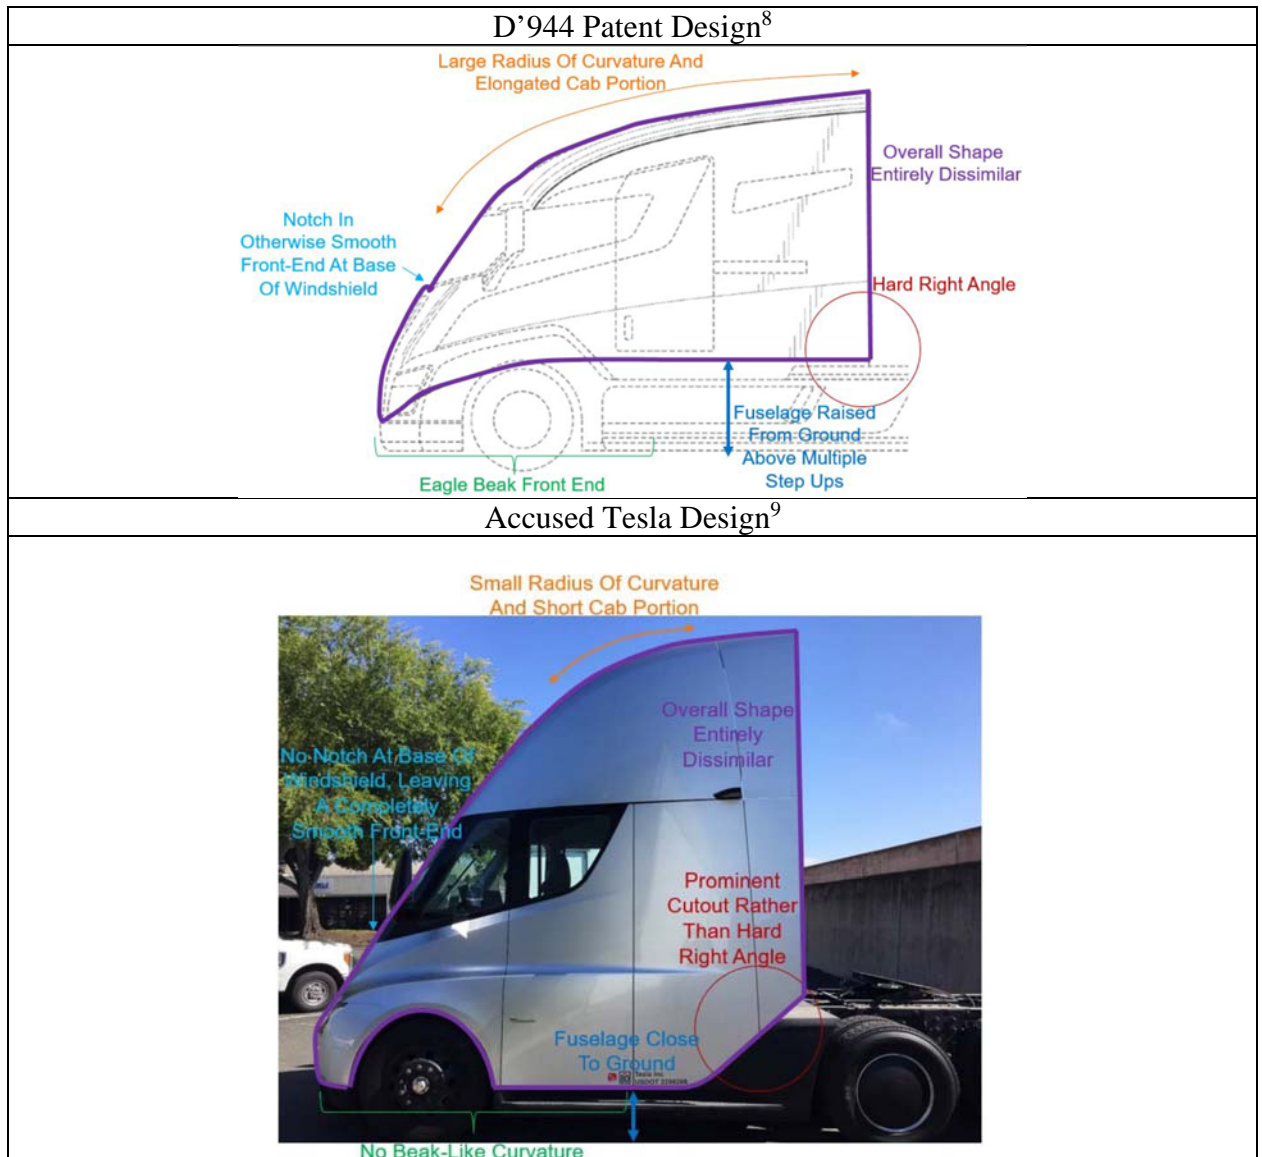 D’944 Patent Design8
Large Radius Of Curvature And
Elongated Cab Portion
Overall Shape
Entirely Dissimilar
Notch In
Otherwise Smooth
Front-End At Base
Of Windshield
Hard Right Angle
Fuselage Raised
From Ground
Above Multiple
Step Ups
Eagle Beak Front End
Accused Tesla Design9
Small Radius Of Curvature
And Short Cab Portion
Overall Shape
Entirely
Dissimilar
No Notch At Base Of
Windshield, Leaving
A Completely
Smooth Front-End
Prominent
Cutout Rather
Than Hard
Right Angle
Fuselage Close
To Ground
Tesla Inc
USDOT
No Beak-Like Curvature